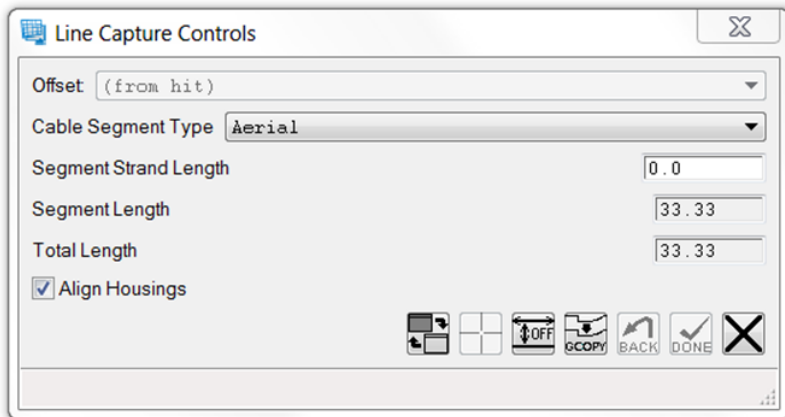 Line Capture Controls
Offset: (from hit)
Cable Segment Type Aerial
Segment Strand Length 0.0
Segment Length 33.33
Total Length 33.33
Align Housings
OFF GCOPY BACK DONE